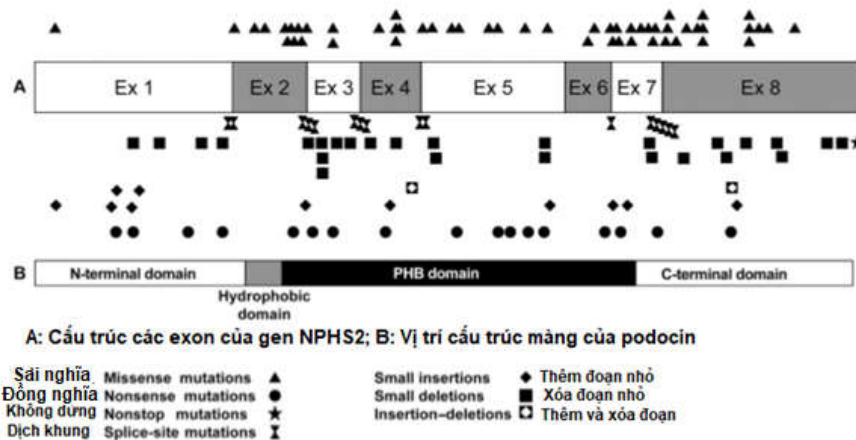 A Ex 1 Ex 2 Ex 3 Ex 4 Ex 5 Ex 6 Ex 7 Ex 8
B N-terminal domain PHB domain C-terminal domain
Hydrophobic
domain
A: Cấu trúc các exon của gen NPHS2; B: Vị trí cấu trúc màng của podocin
Sai nghĩa Missense mutations ▲ Small insertions ◆ Thêm đoạn nhỏ
Đồng nghĩa Nonsense mutations ● Small deletions ■ Xóa đoạn nhỏ
Không dừng Nonstop mutations ★ Insertion–deletions Thêm và xóa đoạn
Dịch khung Splice-site mutations